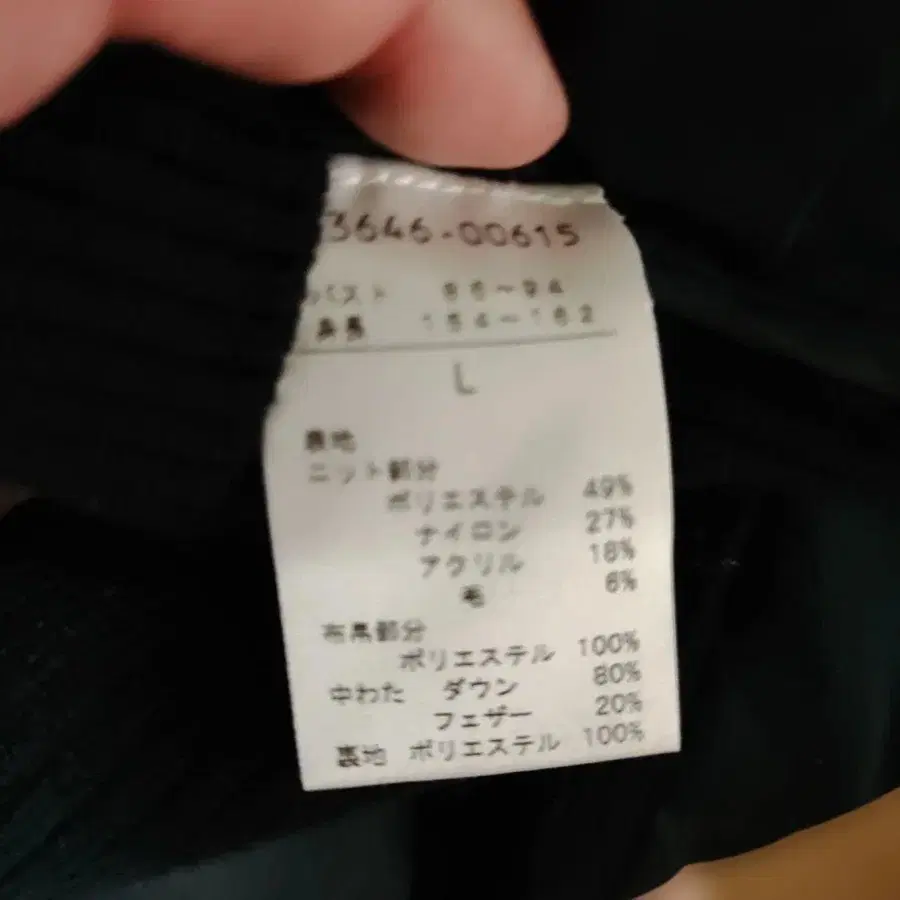 3646-00615
バスト 86~94
身長 154~162
L
表地
ニット部分
ポリエステル 49%
ナイロン 27%
アクリル 18%
毛 6%
布帛部分
ポリエステル 100%
中わた ダウン 80%
フェザー 20%
裏地 ポリエステル 100%